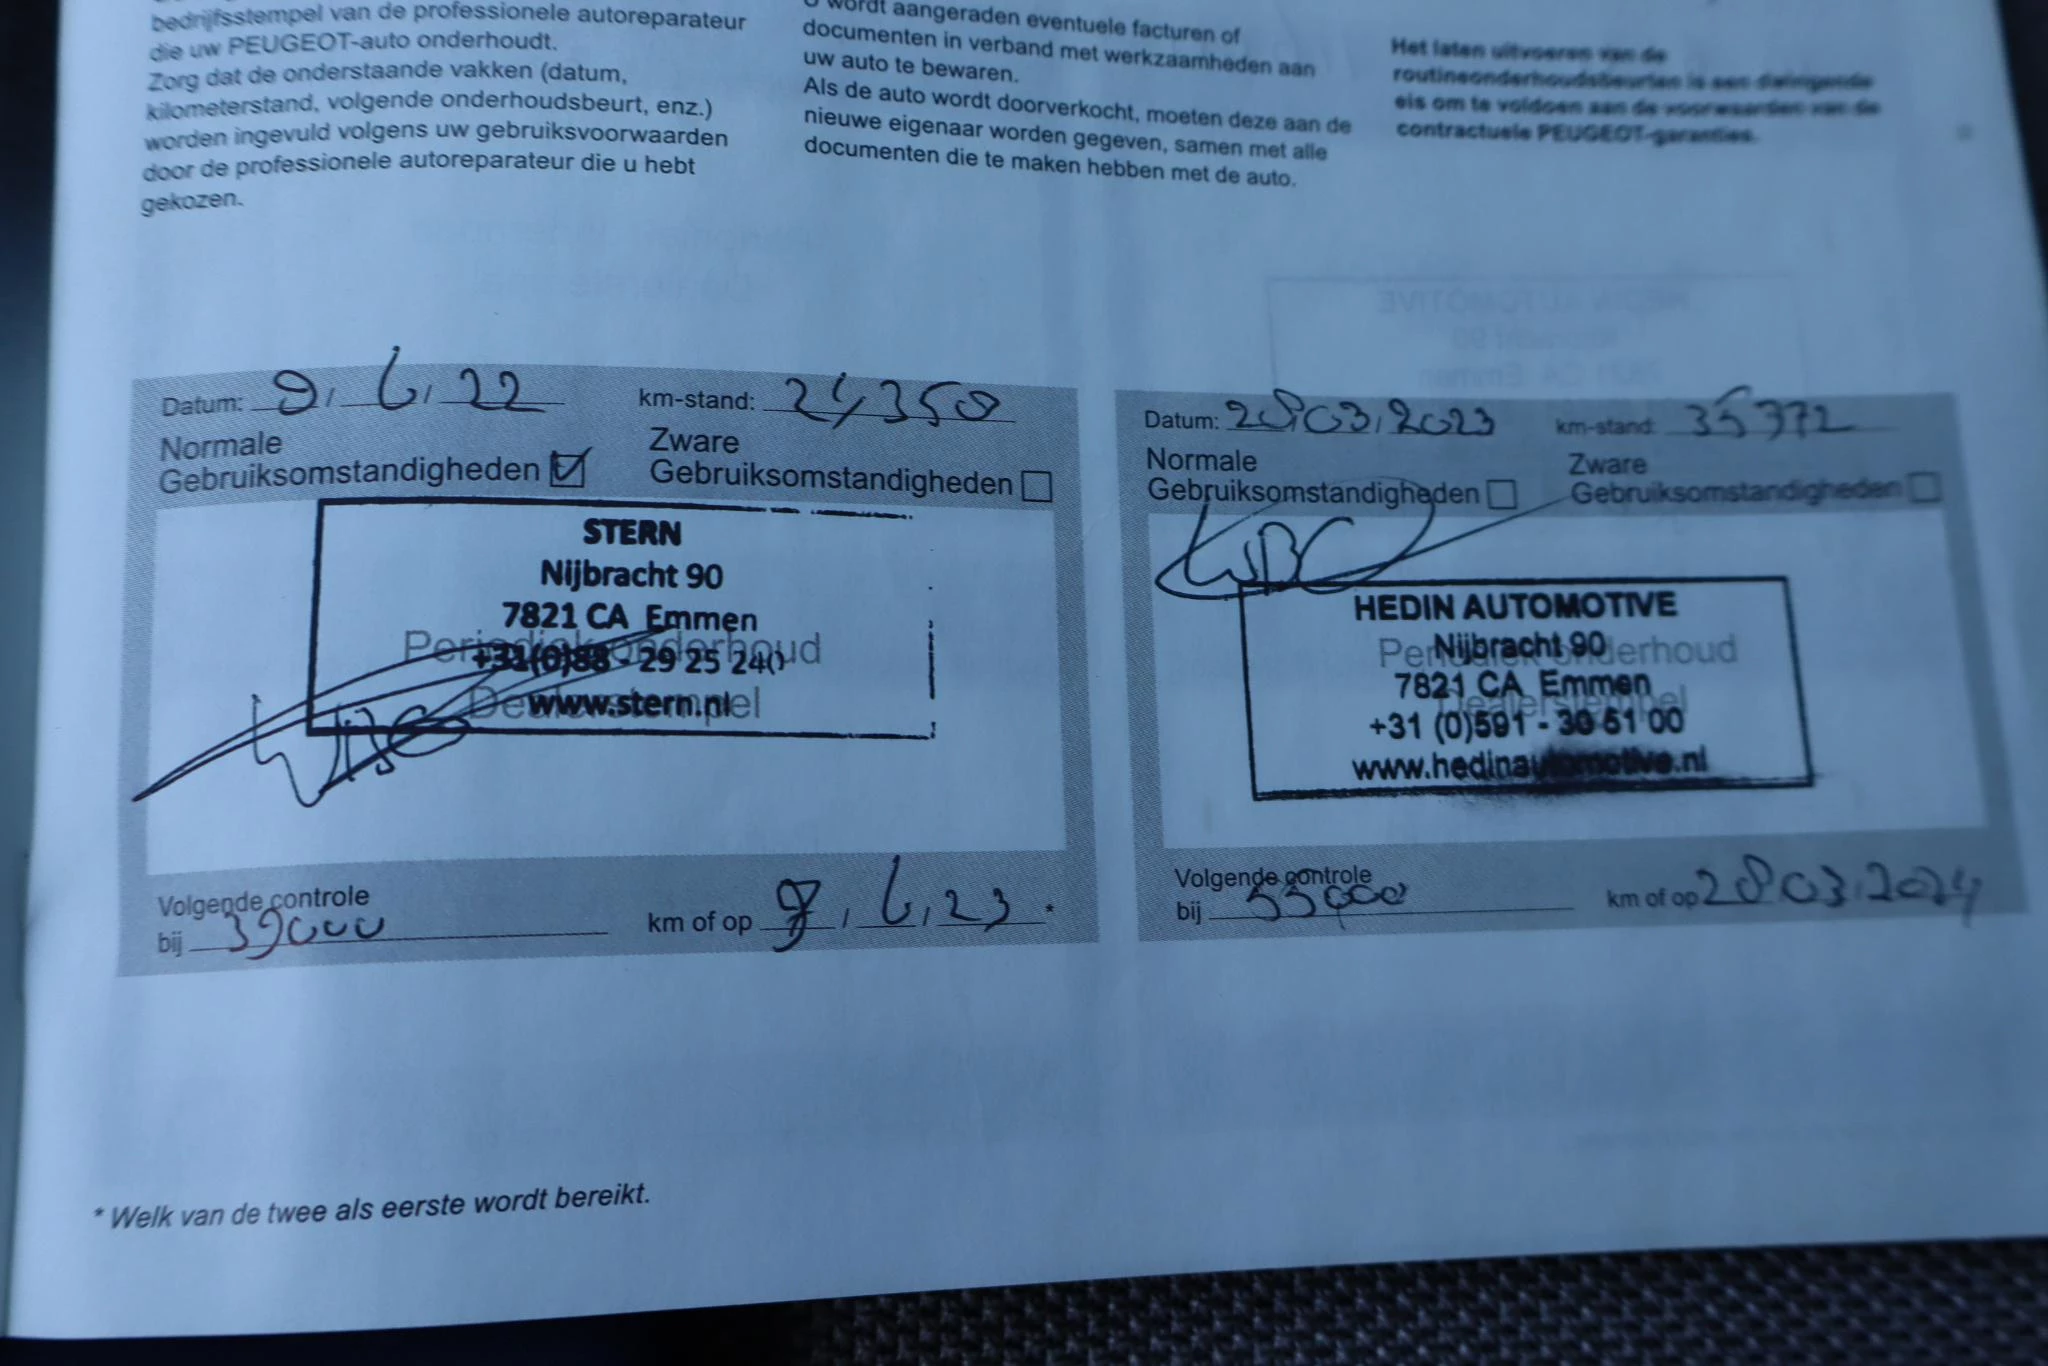 bedrijfsstempel van de professionele autoreparateur
die uw PEUGEOT-auto onderhoudt.
Zorg dat de onderstaande vakken (datum,
kilometerstand, volgende onderhoudsbeurt, enz.)
worden ingevuld volgens uw gebruiksvoorwaarden
door de professionele autoreparateur die u hebt
gekozen.
U wordt aangeraden eventuele facturen of
documenten in verband met werkzaamheden aan
uw auto te bewaren.
Als de auto wordt doorverkocht, moeten deze aan de
nieuwe eigenaar worden gegeven, samen met alle
documenten die te maken hebben met de auto.
Het laten uitvoeren van de
routineonderhoudsbeurten is een dwingende
eis om te voldoen aan de voorwaarden van de
contractuele PEUGEOT-garanties.
Datum: 9, 6, 22 km-stand: 24350
Normale
Gebruiksomstandigheden
Zware
Gebruiksomstandigheden
STERN
Nijbracht 90
7821 CA Emmen
Periodiek onderhoud
+31(0)88 - 29 25 240
Dealerstempel
www.stern.nl
Volgende controle
bij 39000 km of op 9, 6, 23 *
Datum: 28,03,2023 km-stand: 35372
Normale
Gebruiksomstandigheden
Zware
Gebruiksomstandigheden
HEDIN AUTOMOTIVE
Nijbracht 90
Periodiek onderhoud
7821 CA Emmen
Dealerstempel
+31 (0)591 - 30 51 00
www.hedinautomotive.nl
Volgende controle
bij 55000 km of op 28,03,2024
* Welk van de twee als eerste wordt bereikt.